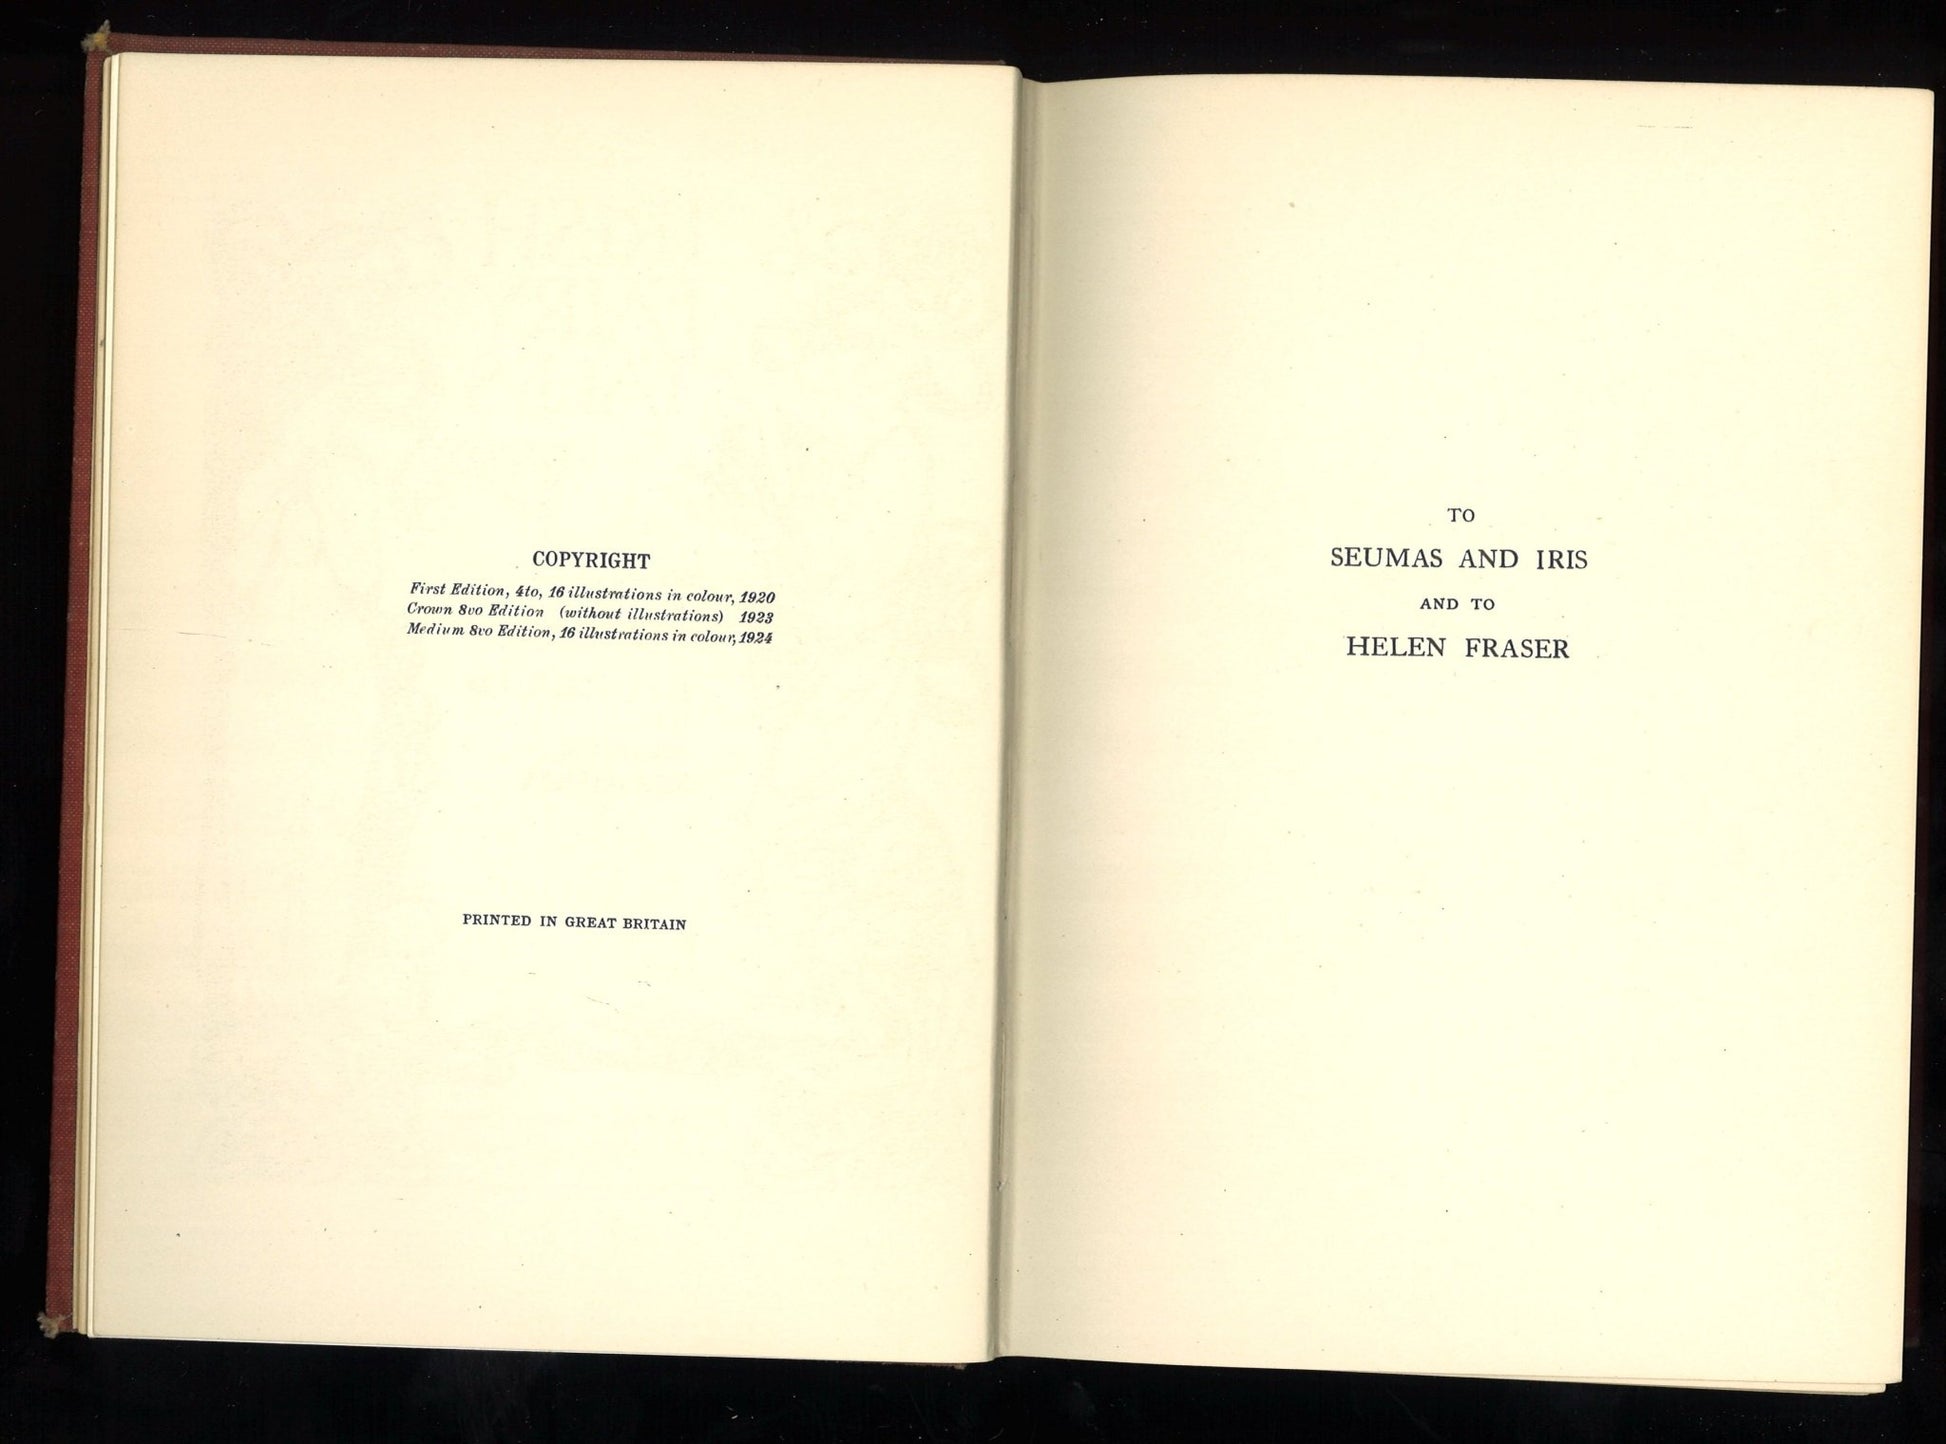 COPYRIGHT
First Edition, 4to, 16 illustrations in colour, 1920
Crown 8vo Edition (without illustrations) 1923
Medium 8vo Edition, 16 illustrations in colour, 1924
PRINTED IN GREAT BRITAIN
TO
SEUMAS AND IRIS
AND TO
HELEN FRASER